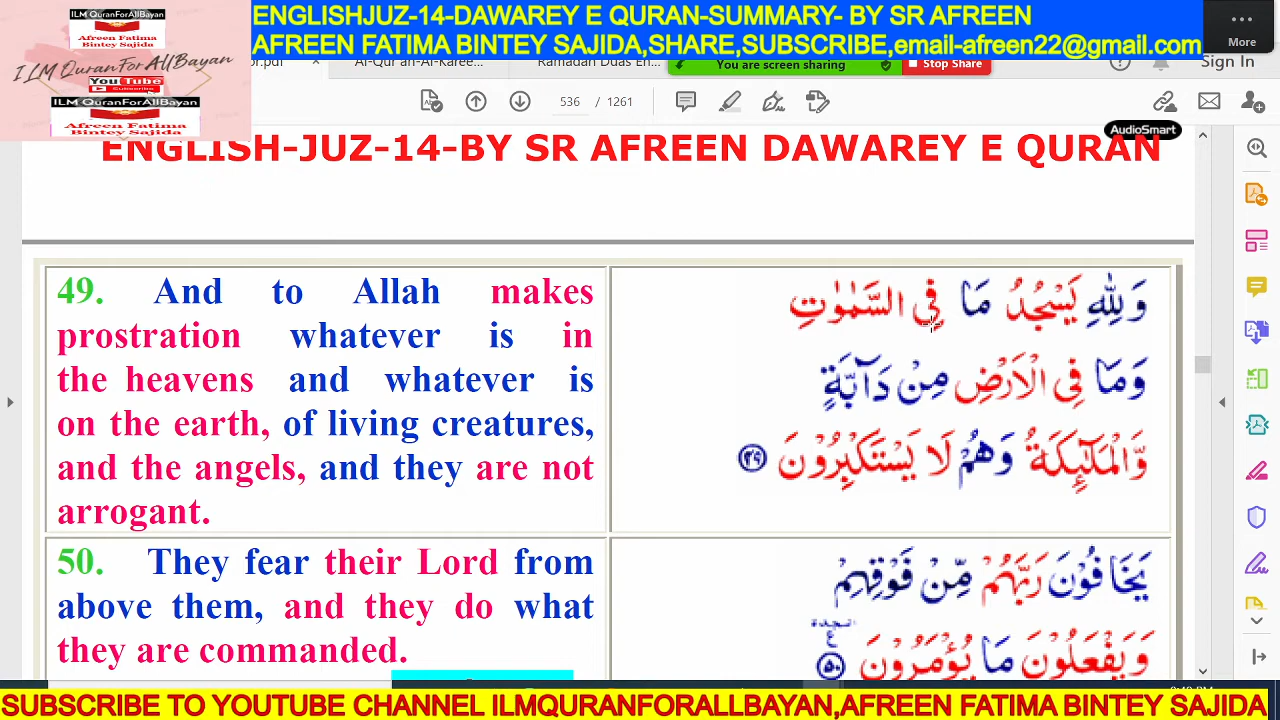 ENGLISHJUZ-14-DAWAREY E QURAN-SUMMARY- BY SR AFREEN
AFREEN FATIMA BINTEY SAJIDA,SHARE,SUBSCRIBE,email-afreen22@gmail.com
More
ILM QuranForAllBayan
Afreen Fatima
Bintey Sajida
ILM QuranForAllBayan
YouTube
Subscribe
ILM QuranForAllBayan
Afreen Fatima
Bintey Sajida
Al-Qur'an-Al-Karee...
Ramadan Duas En...
You are screen sharing
Stop Share
Sign In
536 / 1261
AudioSmart
ENGLISH-JUZ-14-BY SR AFREEN DAWAREY E QURAN
49. And to Allah makes
prostration whatever is in
the heavens and whatever is
on the earth, of living creatures,
and the angels, and they are not
arrogant.
وَلِلّٰهِ يَسْجُدُ مَا فِى السَّمٰوٰتِ
وَمَا فِى الْاَرْضِ مِنْ دَآبَّةٍ
وَّالْمَلٰٓئِكَةُ وَهُمْ لَا يَسْتَكْبِرُوْنَ ۴۹
50. They fear their Lord from
above them, and they do what
they are commanded.
يَخَافُوْنَ رَبَّهُمْ مِّنْ فَوْقِهِمْ
وَيَفْعَلُوْنَ مَا يُؤْمَرُوْنَ ۵۰
SUBSCRIBE TO YOUTUBE CHANNEL ILMQURANFORALLBAYAN,AFREEN FATIMA BINTEY SAJIDA